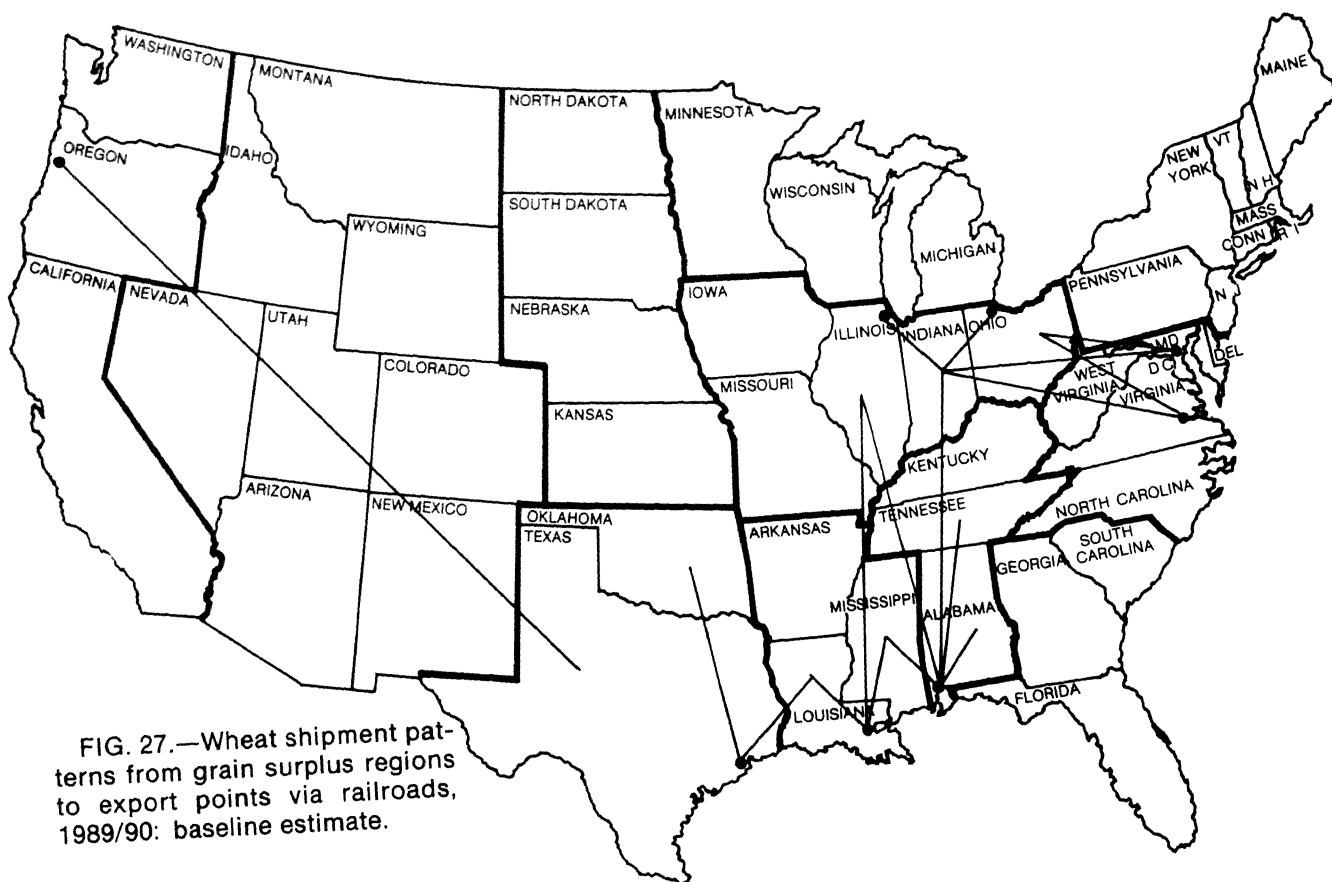 WASHINGTON
MONTANA
NORTH DAKOTA
MINNESOTA
MAINE
VT
NEW
YORK
N H
MASS
CONN
R I
OREGON
IDAHO
WISCONSIN
SOUTH DAKOTA
WYOMING
MICHIGAN
PENNSYLVANIA
N
CALIFORNIA
NEVADA
IOWA
UTAH
NEBRASKA
ILLINOIS
INDIANA
OHIO
MD
DEL
D C
COLORADO
MISSOURI
WEST
VIRGINIA
VIRGINIA
KANSAS
KENTUCKY
ARIZONA
NEW MEXICO
OKLAHOMA
TEXAS
ARKANSAS
TENNESSEE
NORTH CAROLINA
SOUTH
CAROLINA
GEORGIA
MISSISSIPPI
ALABAMA
LOUISIANA
FLORIDA
FIG. 27.—Wheat shipment pat-
terns from grain surplus regions
to export points via railroads,
1989/90: baseline estimate.